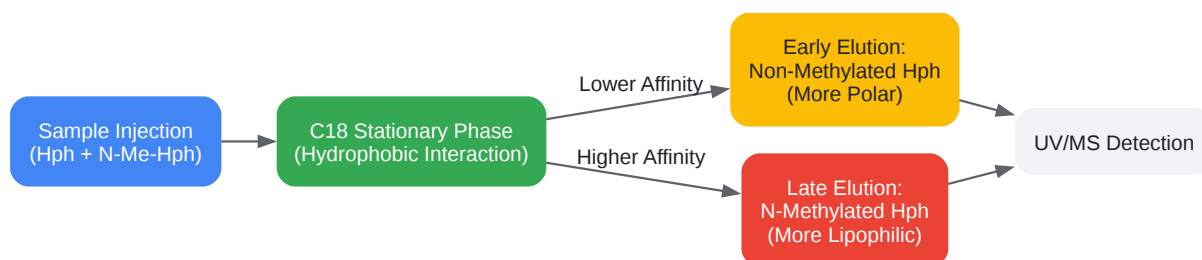 Sample Injection
(Hph + N-Me-Hph)
C18 Stationary Phase
(Hydrophobic Interaction)
Lower Affinity
Higher Affinity
Early Elution:
Non-Methylated Hph
(More Polar)
Late Elution:
N-Methylated Hph
(More Lipophilic)
UV/MS Detection